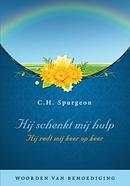 C.H. Spurgeon
Hij schenkt mij hulp
Hij redt mij keer op keer
WOORDEN VAN BEMOEDIGING